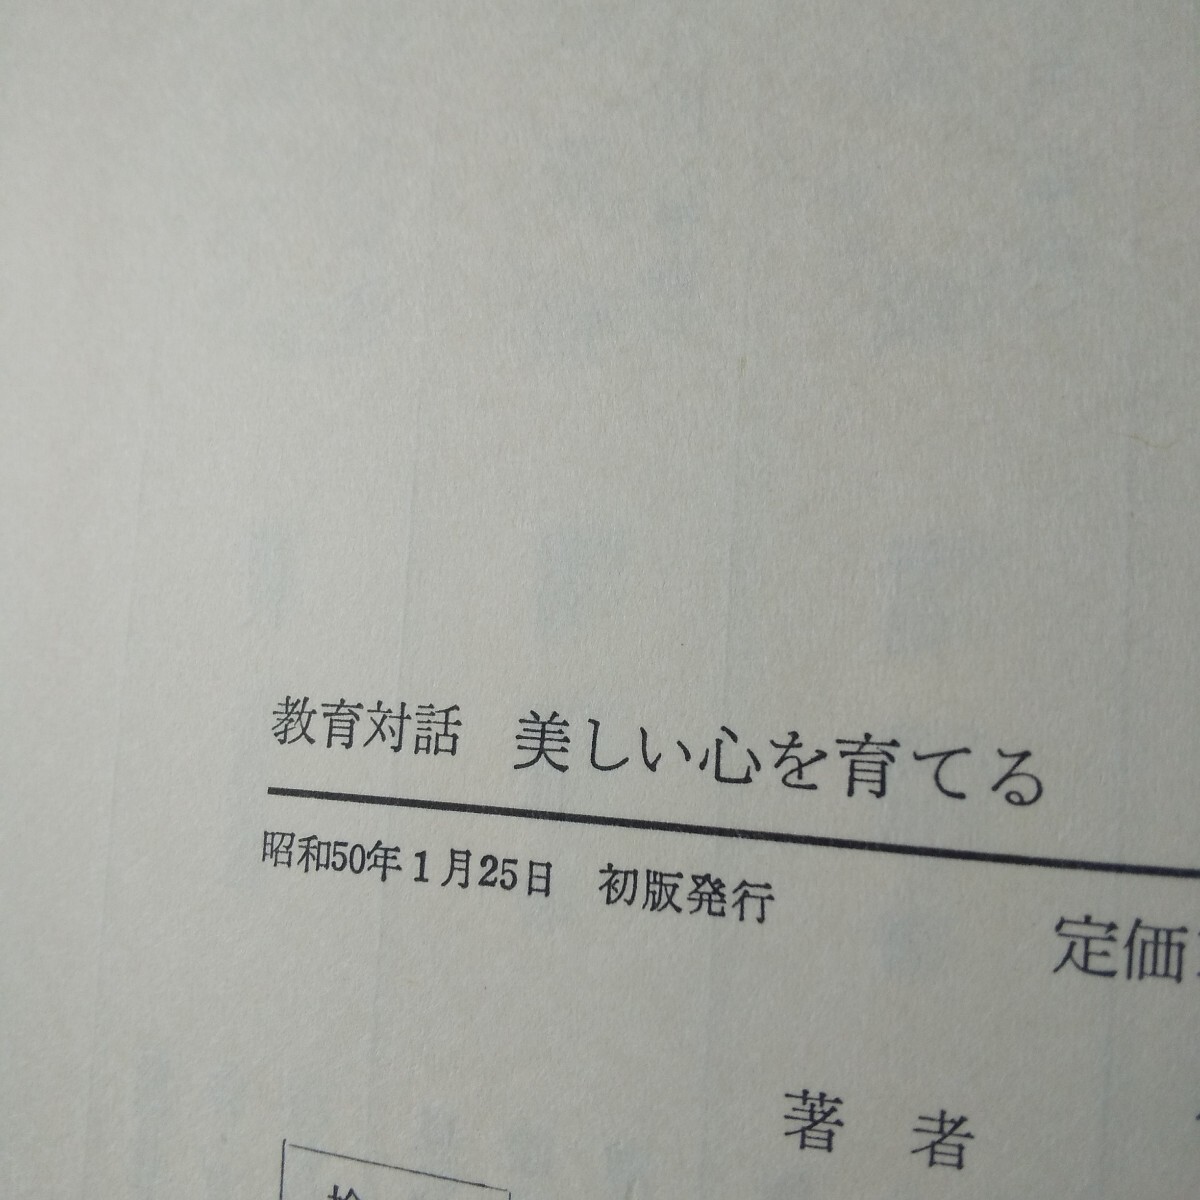 教育対話 美しい心を育てる
昭和50年1月25日 初版発行
定価
著者
検